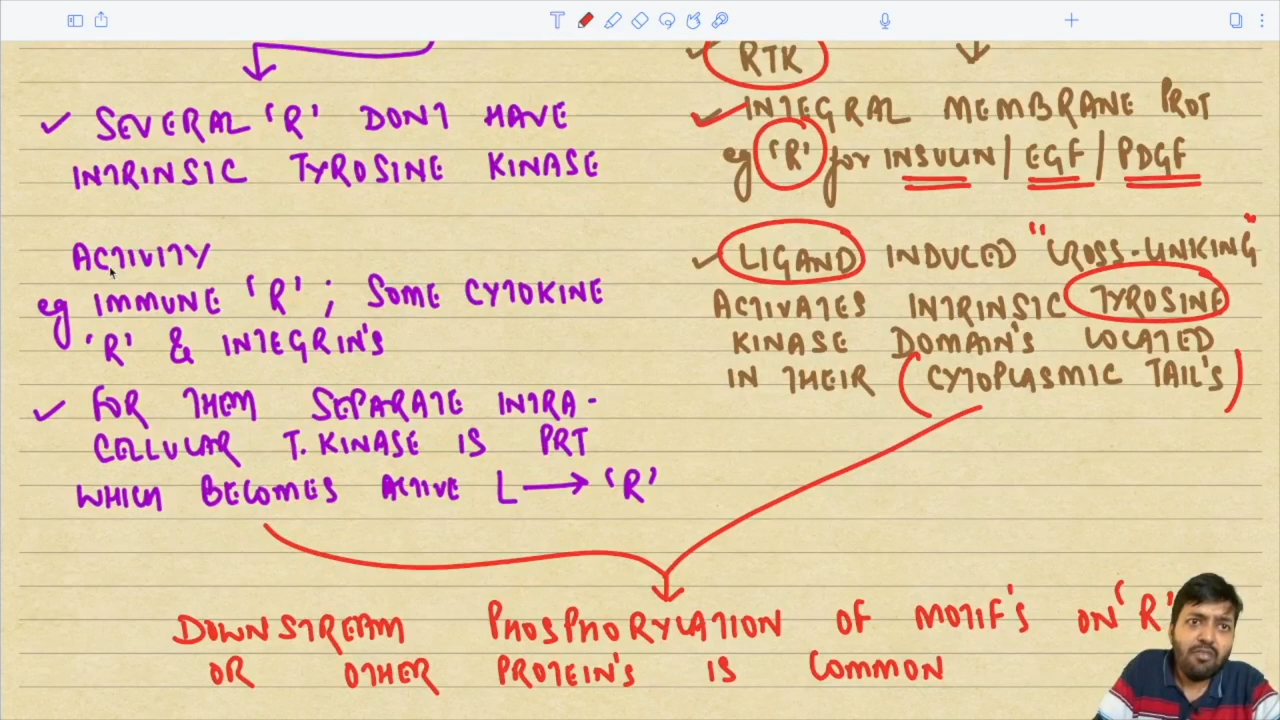 ✓ SEVERAL 'R' DON'T HAVE
INTRINSIC TYROSINE KINASE
ACTIVITY
eg IMMUNE 'R'; SOME CYTOKINE
'R' & INTEGRIN'S
✓ FOR THEM SEPARATE INTRA-
CELLULAR T. KINASE IS PRT
WHICH BECOMES ACTIVE L → 'R'
✓ RTK
✓ INTEGRAL MEMBRANE PROT
eg 'R' for INSULIN / EGF / PDGF
✓ LIGAND INDUCED "CROSS-LINKING"
ACTIVATES INTRINSIC TYROSINE
KINASE DOMAIN'S LOCATED
IN THEIR (CYTOPLASMIC TAIL'S)
DOWNSTREAM PHOSPHORYLATION OF MOTIF'S ON 'R'
OR OTHER PROTEIN'S IS COMMON